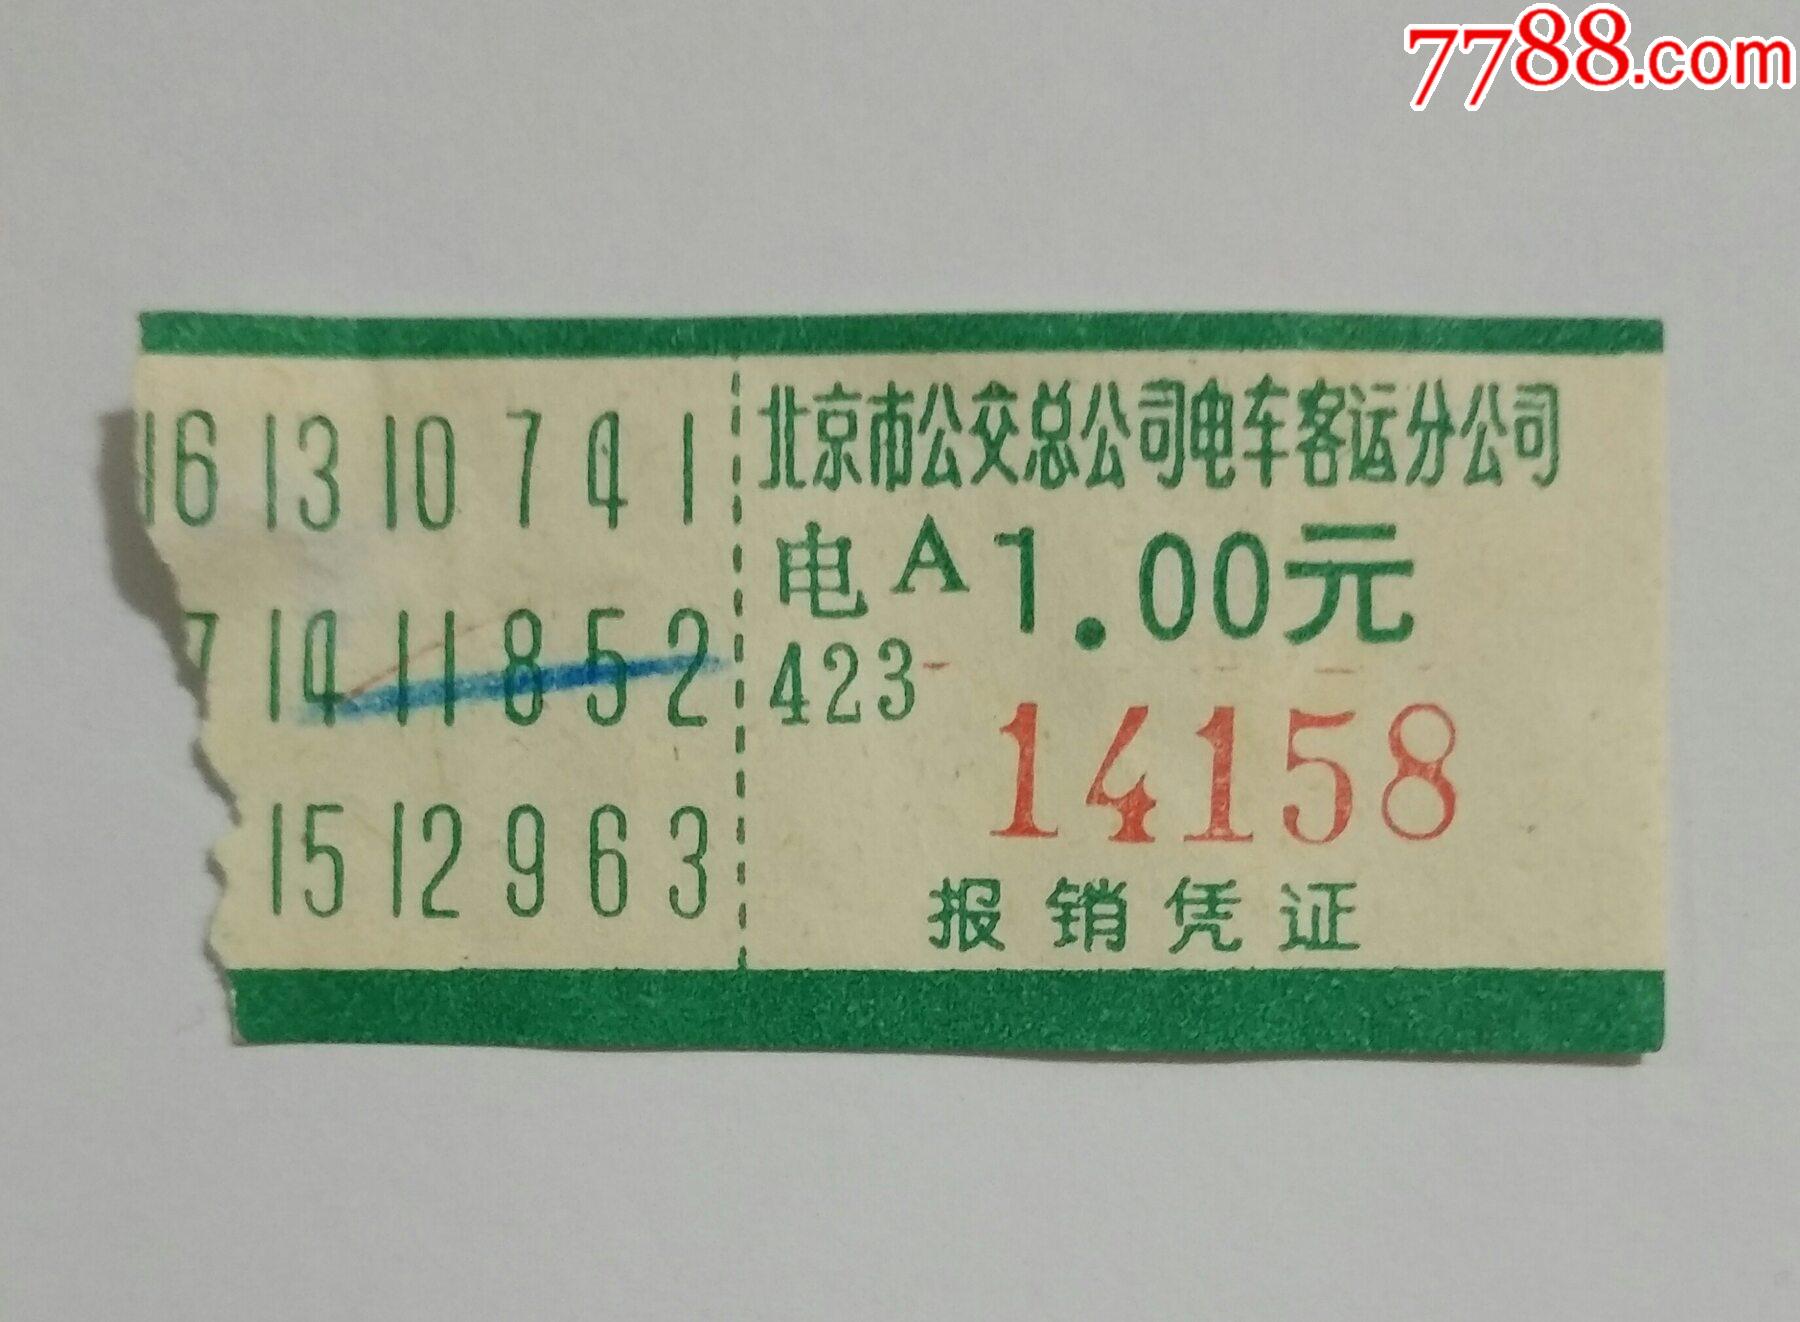 7788.com
北京市公交总公司电车客运分公司
电A 1.00元
423
14158
报销凭证
16 13 10 7 4 1
7 14 11 8 5 2
15 12 9 6 3